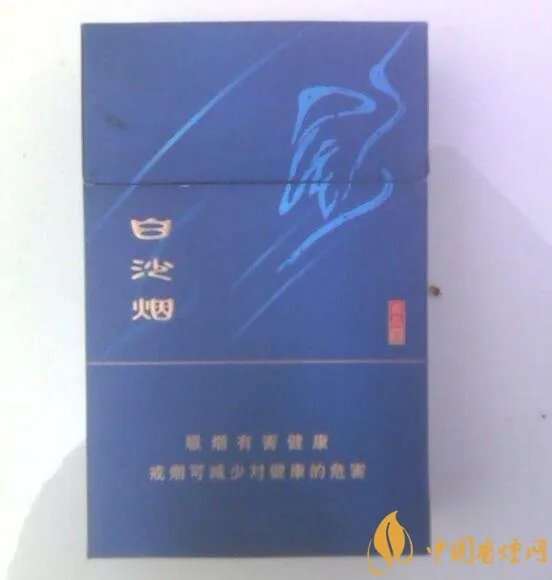 白沙烟
吸烟有害健康
戒烟可减少对健康的危害
中国香烟网